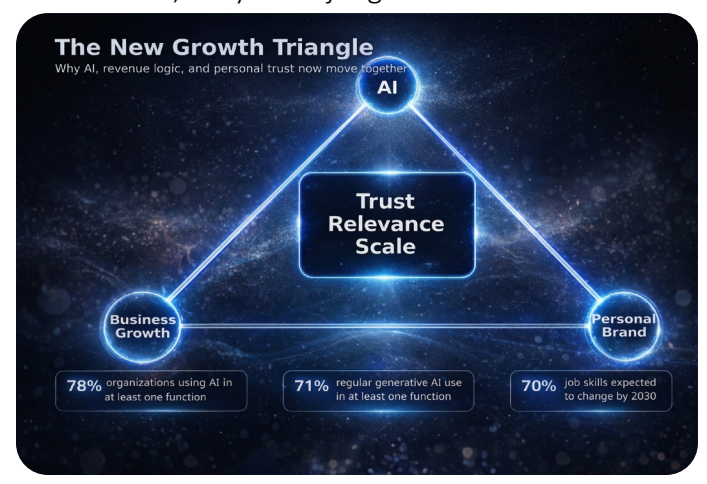 The New Growth Triangle
Why AI, revenue logic, and personal trust now move together
AI
Trust
Relevance
Scale
Business
Growth
Personal
Brand
78% organizations using AI in
at least one function
71% regular generative AI use
in at least one function
70% job skills expected
to change by 2030